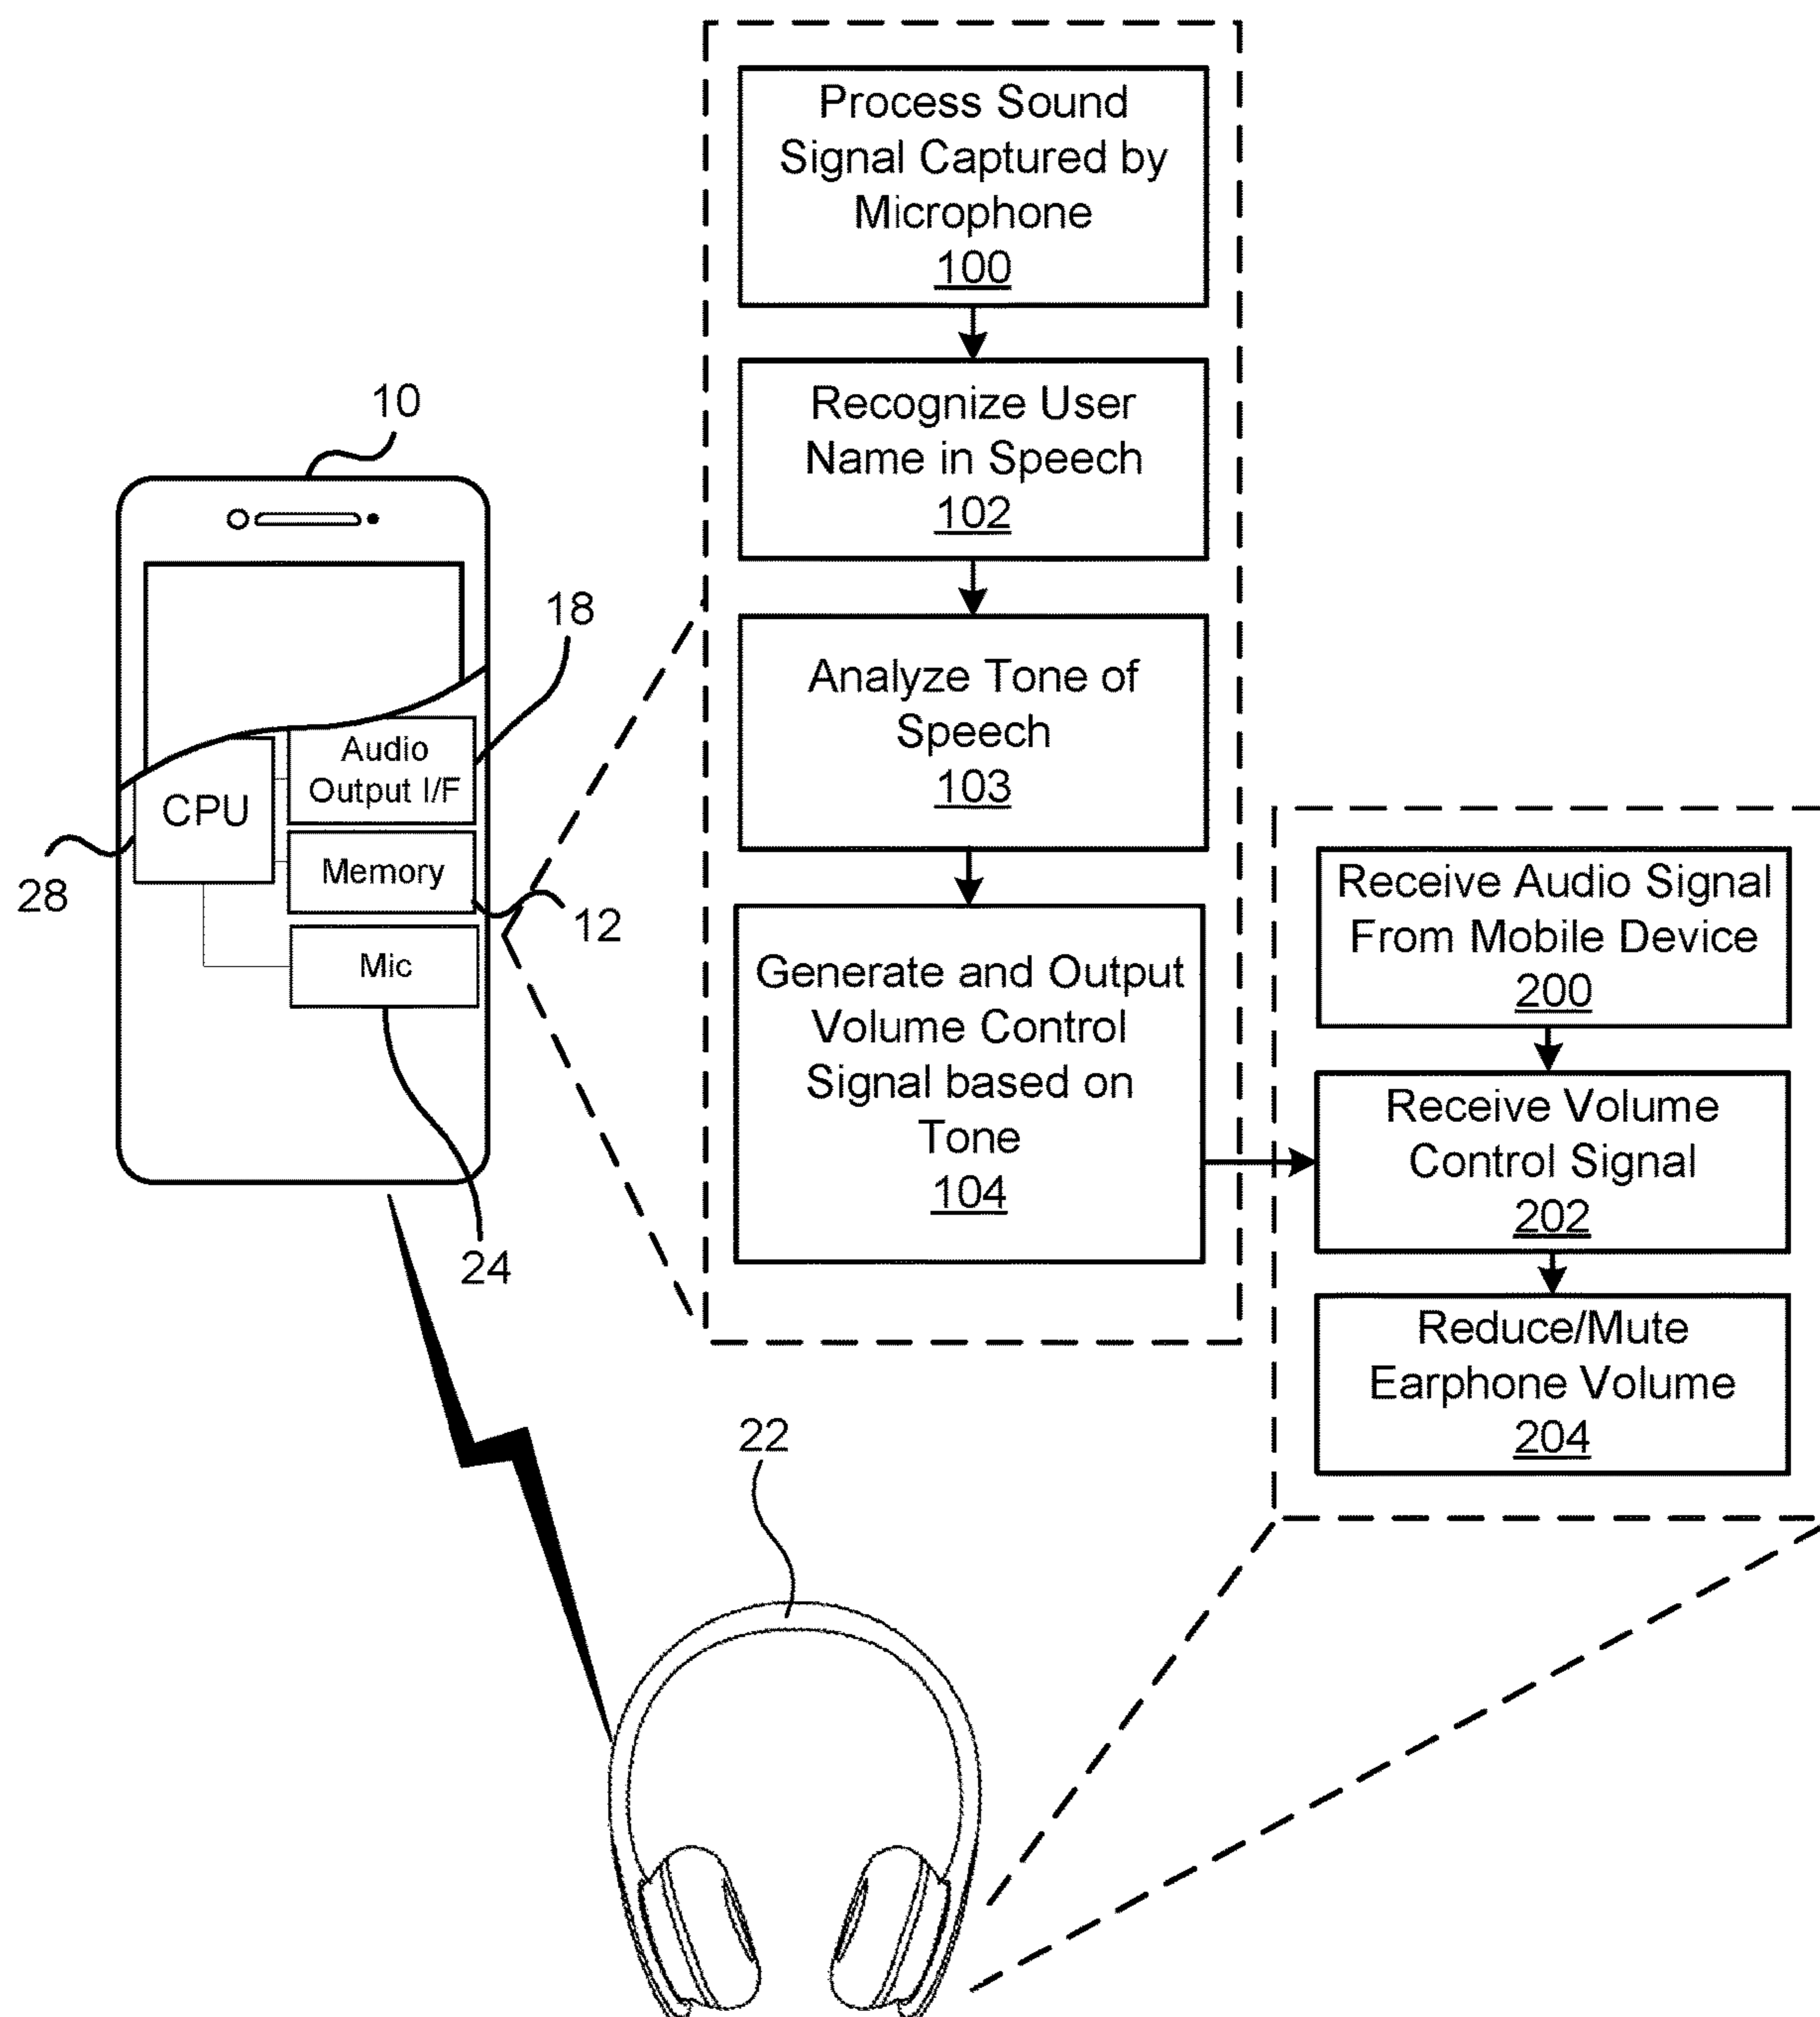 Process Sound
Signal Captured by
Microphone
100
Recognize User
Name in Speech
102
Analyze Tone of
Speech
103
Generate and Output
Volume Control
Signal based on
Tone
104
10
18
Audio
Output I/F
CPU
Memory
28
12
Mic
24
Receive Audio Signal
From Mobile Device
200
Receive Volume
Control Signal
202
Reduce/Mute
Earphone Volume
204
22